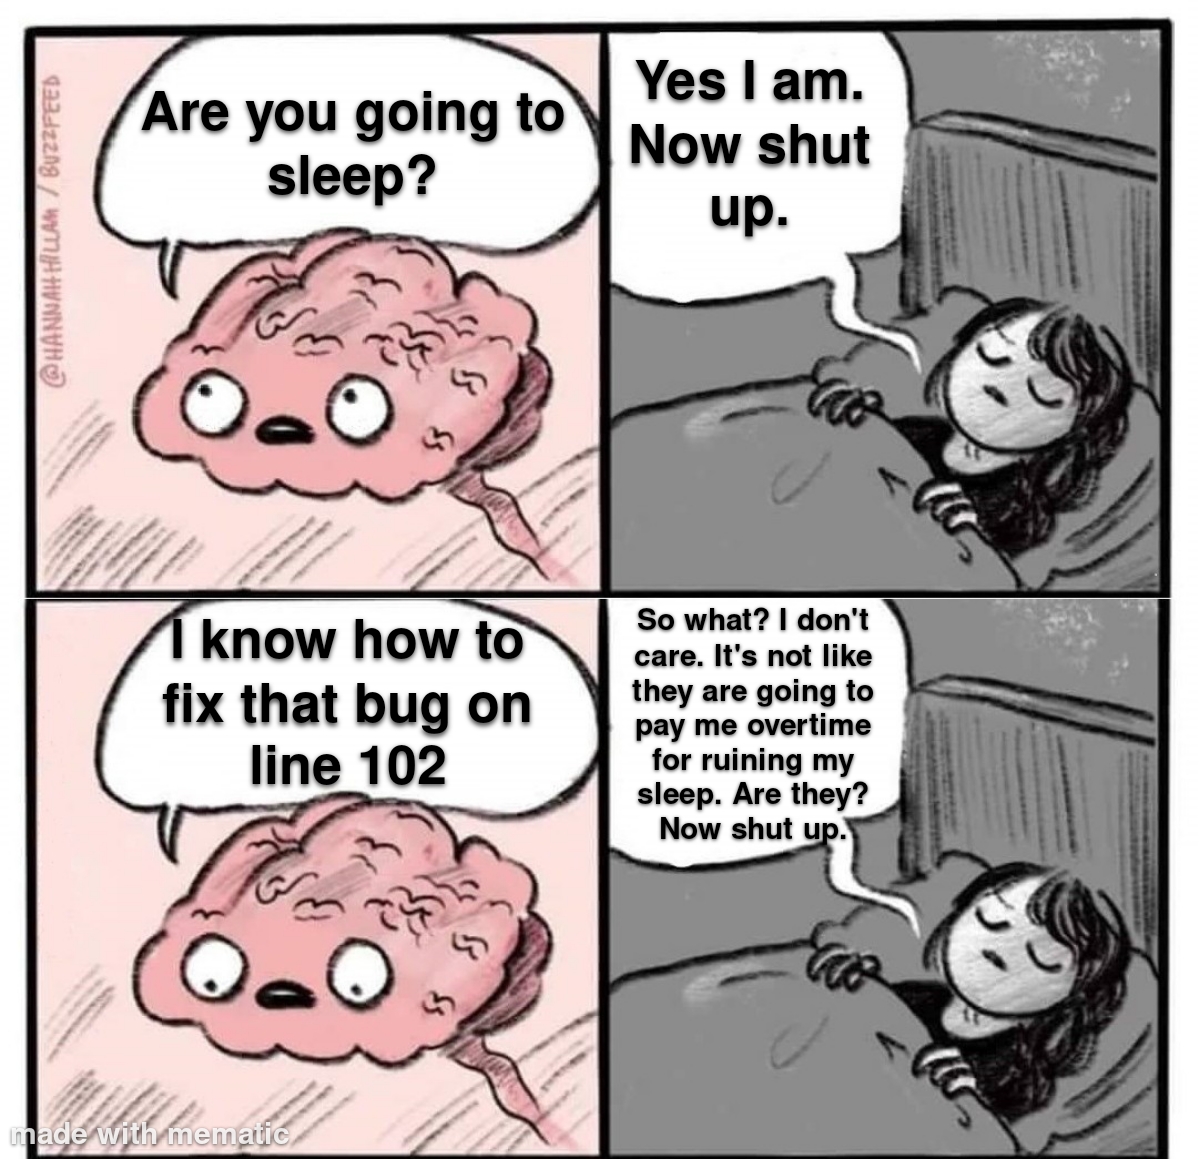 @HANNAHHILLAM / BUZZFEED
Are you going to
sleep?
Yes I am.
Now shut
up.
I know how to
fix that bug on
line 102
So what? I don't
care. It's not like
they are going to
pay me overtime
for ruining my
sleep. Are they?
Now shut up.
made with mematic